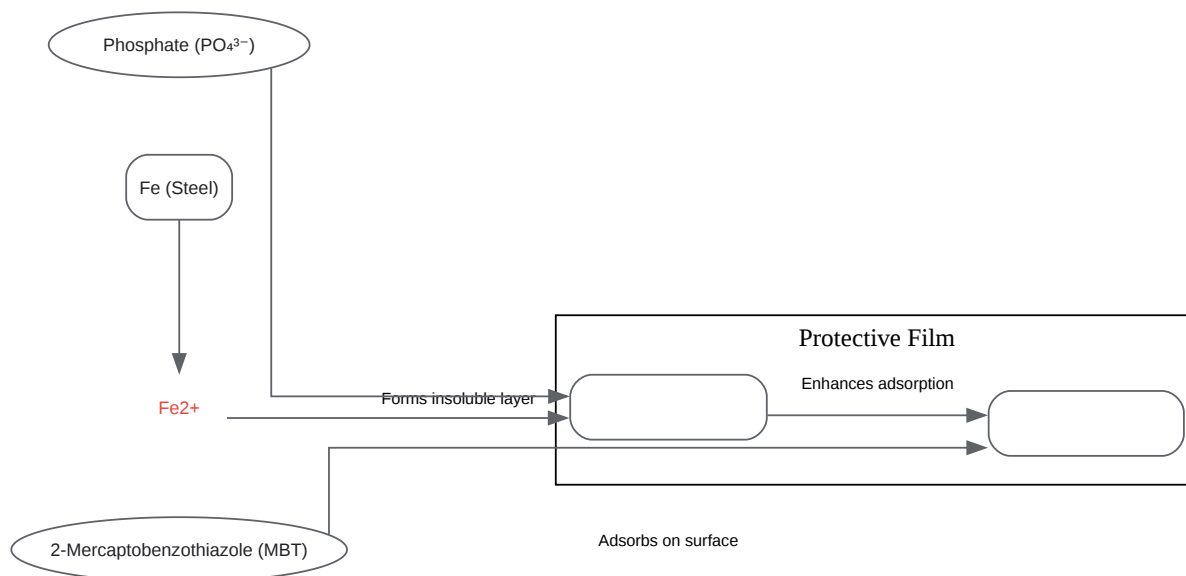 Phosphate (PO₄³⁻)
Fe (Steel)
Protective Film
Enhances adsorption
Forms insoluble layer
Fe2+
Adsorbs on surface
2-Mercaptobenzothiazole (MBT)